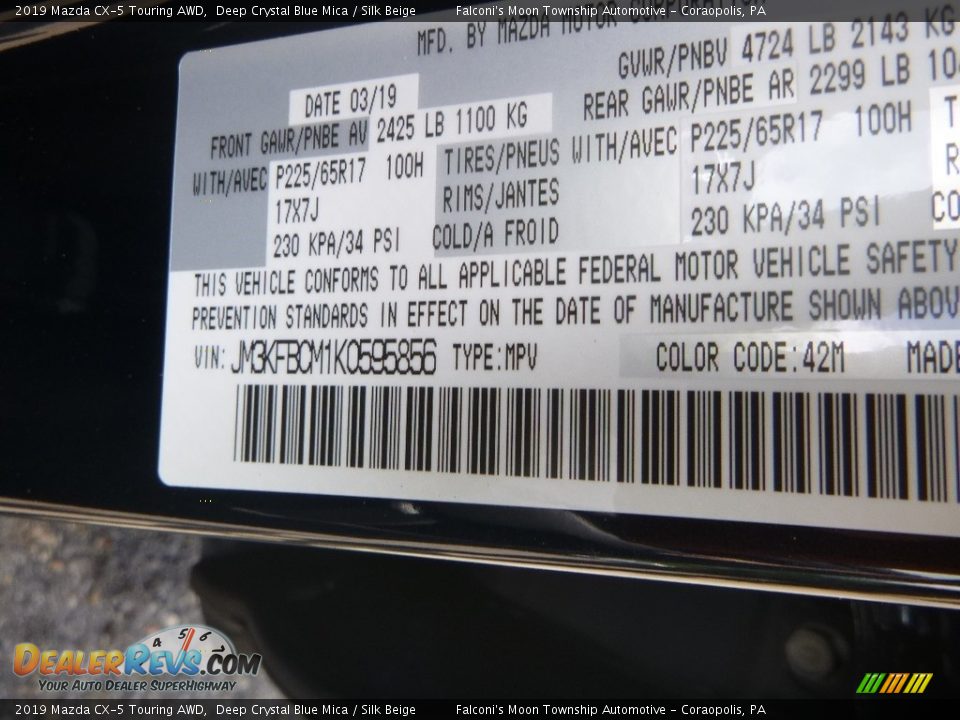 2019 Mazda CX-5 Touring AWD, Deep Crystal Blue Mica / Silk Beige Falconi's Moon Township Automotive - Coraopolis, PA
MFD. BY MAZDA MOTOR CORPORATION
GVWR/PNBV 4724 LB 2143 KG
DATE 03/19
FRONT GAWR/PNBE AV 2425 LB 1100 KG
REAR GAWR/PNBE AR 2299 LB
WITH/AVEC P225/65R17 100H TIRES/PNEUS WITH/AVEC P225/65R17 100H
17X7J RIMS/JANTES 17X7J
230 KPA/34 PSI COLD/A FROID 230 KPA/34 PSI
THIS VEHICLE CONFORMS TO ALL APPLICABLE FEDERAL MOTOR VEHICLE SAFETY
PREVENTION STANDARDS IN EFFECT ON THE DATE OF MANUFACTURE SHOWN ABOV
VIN: JM3KFBCM1K0595856 TYPE:MPV COLOR CODE:42M MADE
4 5 6
DealerRevs.com
Your Auto Dealer SuperHighway
2019 Mazda CX-5 Touring AWD, Deep Crystal Blue Mica / Silk Beige Falconi's Moon Township Automotive - Coraopolis, PA